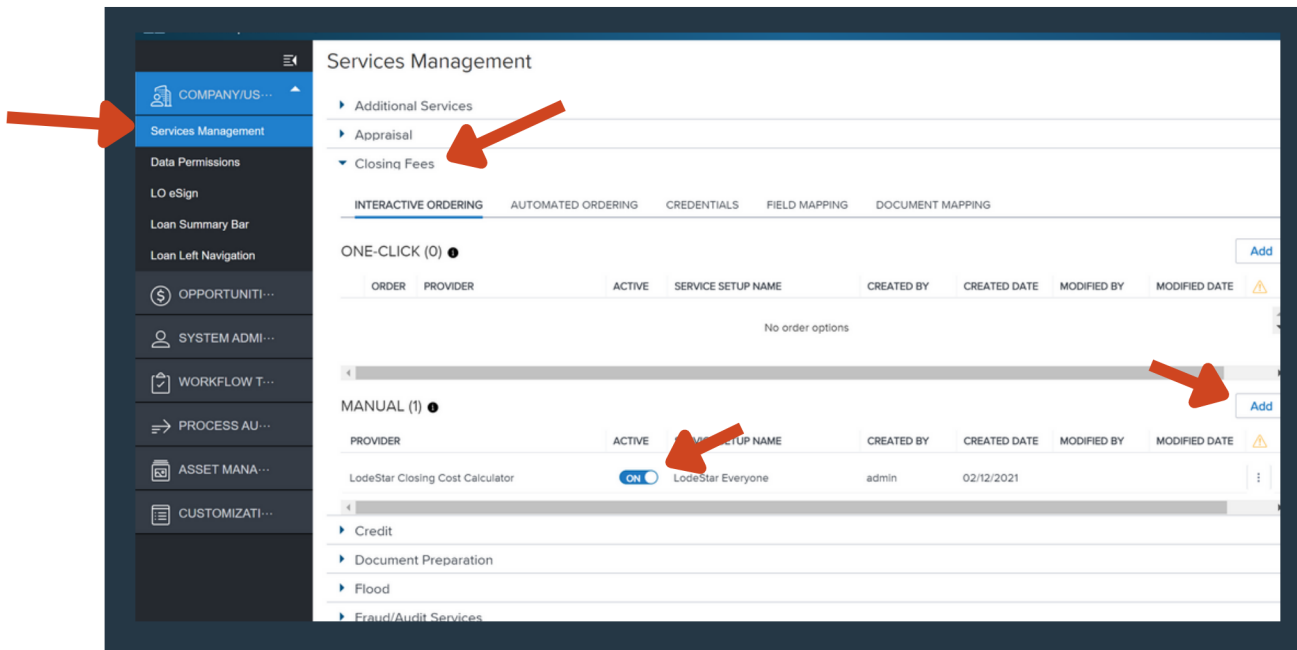 Services Management
COMPANY/US···
Services Management
Data Permissions
LO eSign
Loan Summary Bar
Loan Left Navigation
OPPORTUNITI···
SYSTEM ADMI···
WORKFLOW T···
PROCESS AU···
ASSET MANA···
CUSTOMIZATI···
Additional Services
Appraisal
Closing Fees
INTERACTIVE ORDERING AUTOMATED ORDERING CREDENTIALS FIELD MAPPING DOCUMENT MAPPING
ONE-CLICK (0) Add
ORDER PROVIDER ACTIVE SERVICE SETUP NAME CREATED BY CREATED DATE MODIFIED BY MODIFIED DATE
No order options
MANUAL (1) Add
PROVIDER ACTIVE SETUP NAME CREATED BY CREATED DATE MODIFIED BY MODIFIED DATE
LodeStar Closing Cost Calculator ON LodeStar Everyone admin 02/12/2021
Credit
Document Preparation
Flood
Fraud/Audit Services